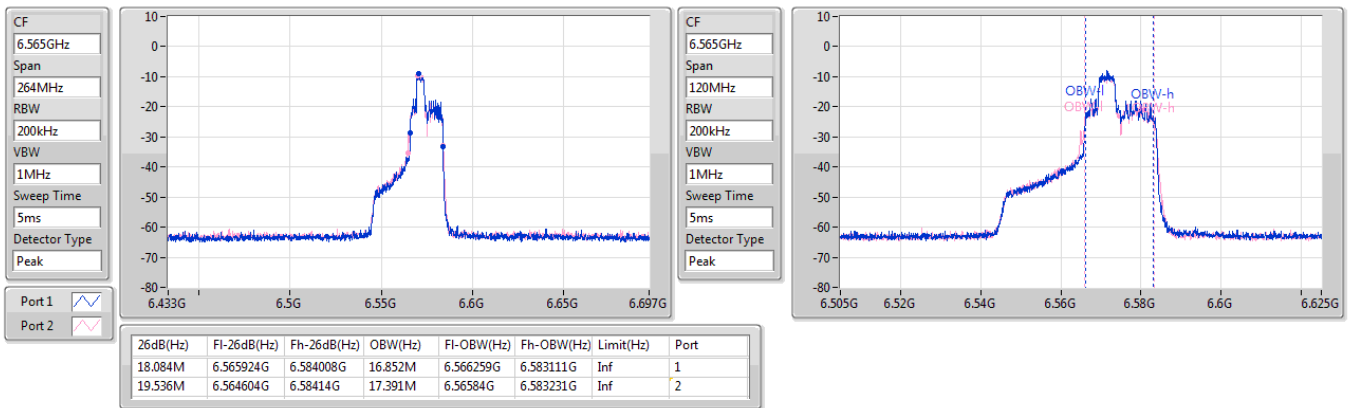 CF
6.565GHz
Span
264MHz
RBW
200kHz
VBW
1MHz
Sweep Time
5ms
Detector Type
Peak
Port 1
Port 2
10
0
-10
-20
-30
-40
-50
-60
-70
-80
6.433G 6.5G 6.55G 6.6G 6.65G 6.697G
CF
6.565GHz
Span
120MHz
RBW
200kHz
VBW
1MHz
Sweep Time
5ms
Detector Type
Peak
10
0
-10
-20
-30
-40
-50
-60
-70
-80
OBW-l OBW-h
OBW-l OBW-h
6.505G 6.52G 6.54G 6.56G 6.58G 6.6G 6.625G
26dB(Hz) Fl-26dB(Hz) Fh-26dB(Hz) OBW(Hz) Fl-OBW(Hz) Fh-OBW(Hz) Limit(Hz) Port
18.084M 6.565924G 6.584008G 16.852M 6.566259G 6.583111G Inf 1
19.536M 6.564604G 6.58414G 17.391M 6.56584G 6.583231G Inf 2